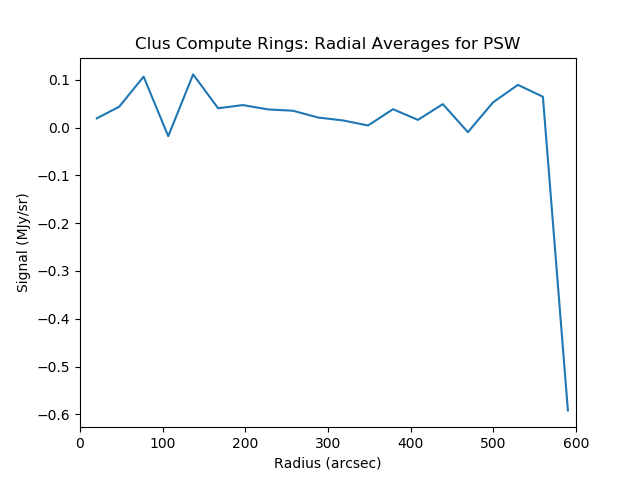 Clus Compute Rings: Radial Averages for PSW
0.1
0.0
−0.1
−0.2
−0.3
−0.4
−0.5
−0.6
Signal (MJy/sr)
0 100 200 300 400 500 600
Radius (arcsec)